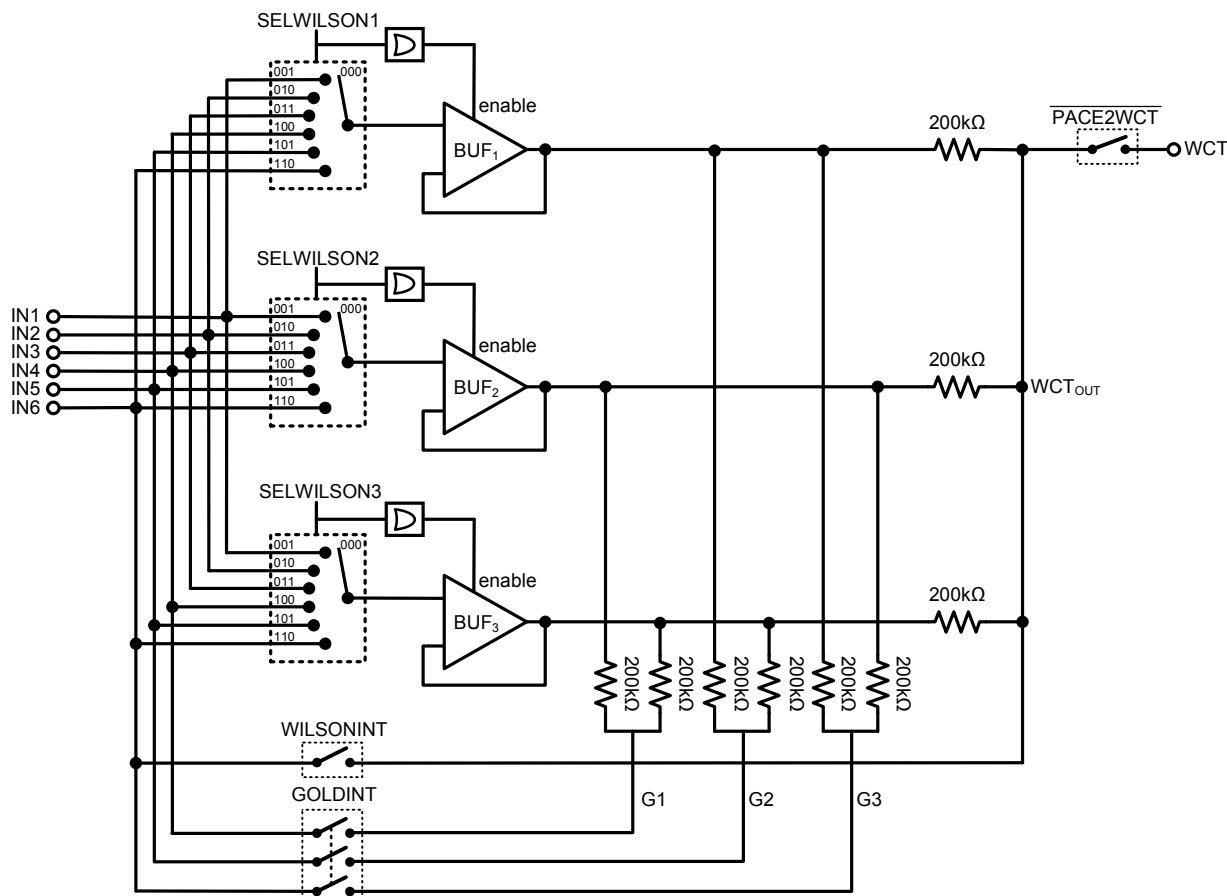 SELWILSON1
001
000
010
011
100
101
110
enable
BUF1
200kΩ
PACE2WCT
WCT
SELWILSON2
001
000
010
011
100
101
110
enable
BUF2
200kΩ
WCTOUT
IN1
IN2
IN3
IN4
IN5
IN6
SELWILSON3
001
000
010
011
100
101
110
enable
BUF3
200kΩ
200kΩ
200kΩ
200kΩ
200kΩ
200kΩ
200kΩ
WILSONINT
GOLDINT
G1
G2
G3